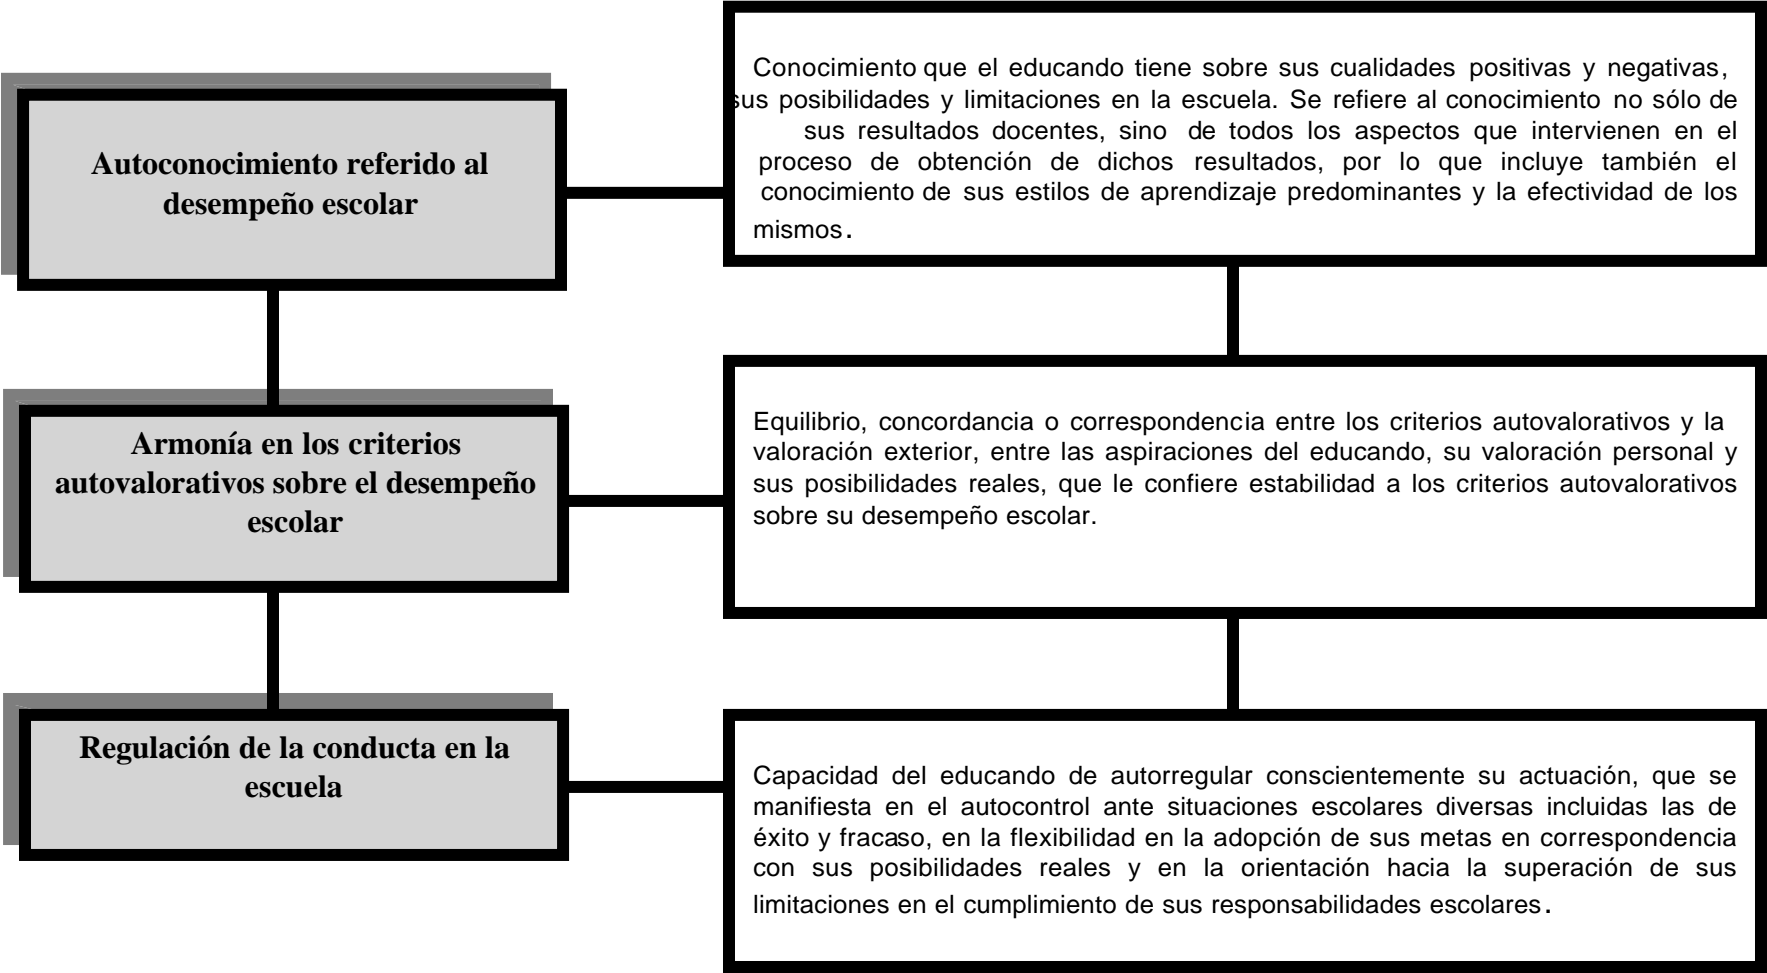 Autoconocimiento referido al
desempeño escolar
Conocimiento que el educando tiene sobre sus cualidades positivas y negativas,
sus posibilidades y limitaciones en la escuela. Se refiere al conocimiento no sólo de
sus resultados docentes, sino de todos los aspectos que intervienen en el
proceso de obtención de dichos resultados, por lo que incluye también el
conocimiento de sus estilos de aprendizaje predominantes y la efectividad de los
mismos.
Armonía en los criterios
autovalorativos sobre el desempeño
escolar
Equilibrio, concordancia o correspondencia entre los criterios autovalorativos y la
valoración exterior, entre las aspiraciones del educando, su valoración personal y
sus posibilidades reales, que le confiere estabilidad a los criterios autovalorativos
sobre su desempeño escolar.
Regulación de la conducta en la
escuela
Capacidad del educando de autorregular conscientemente su actuación, que se
manifiesta en el autocontrol ante situaciones escolares diversas incluidas las de
éxito y fracaso, en la flexibilidad en la adopción de sus metas en correspondencia
con sus posibilidades reales y en la orientación hacia la superación de sus
limitaciones en el cumplimiento de sus responsabilidades escolares.